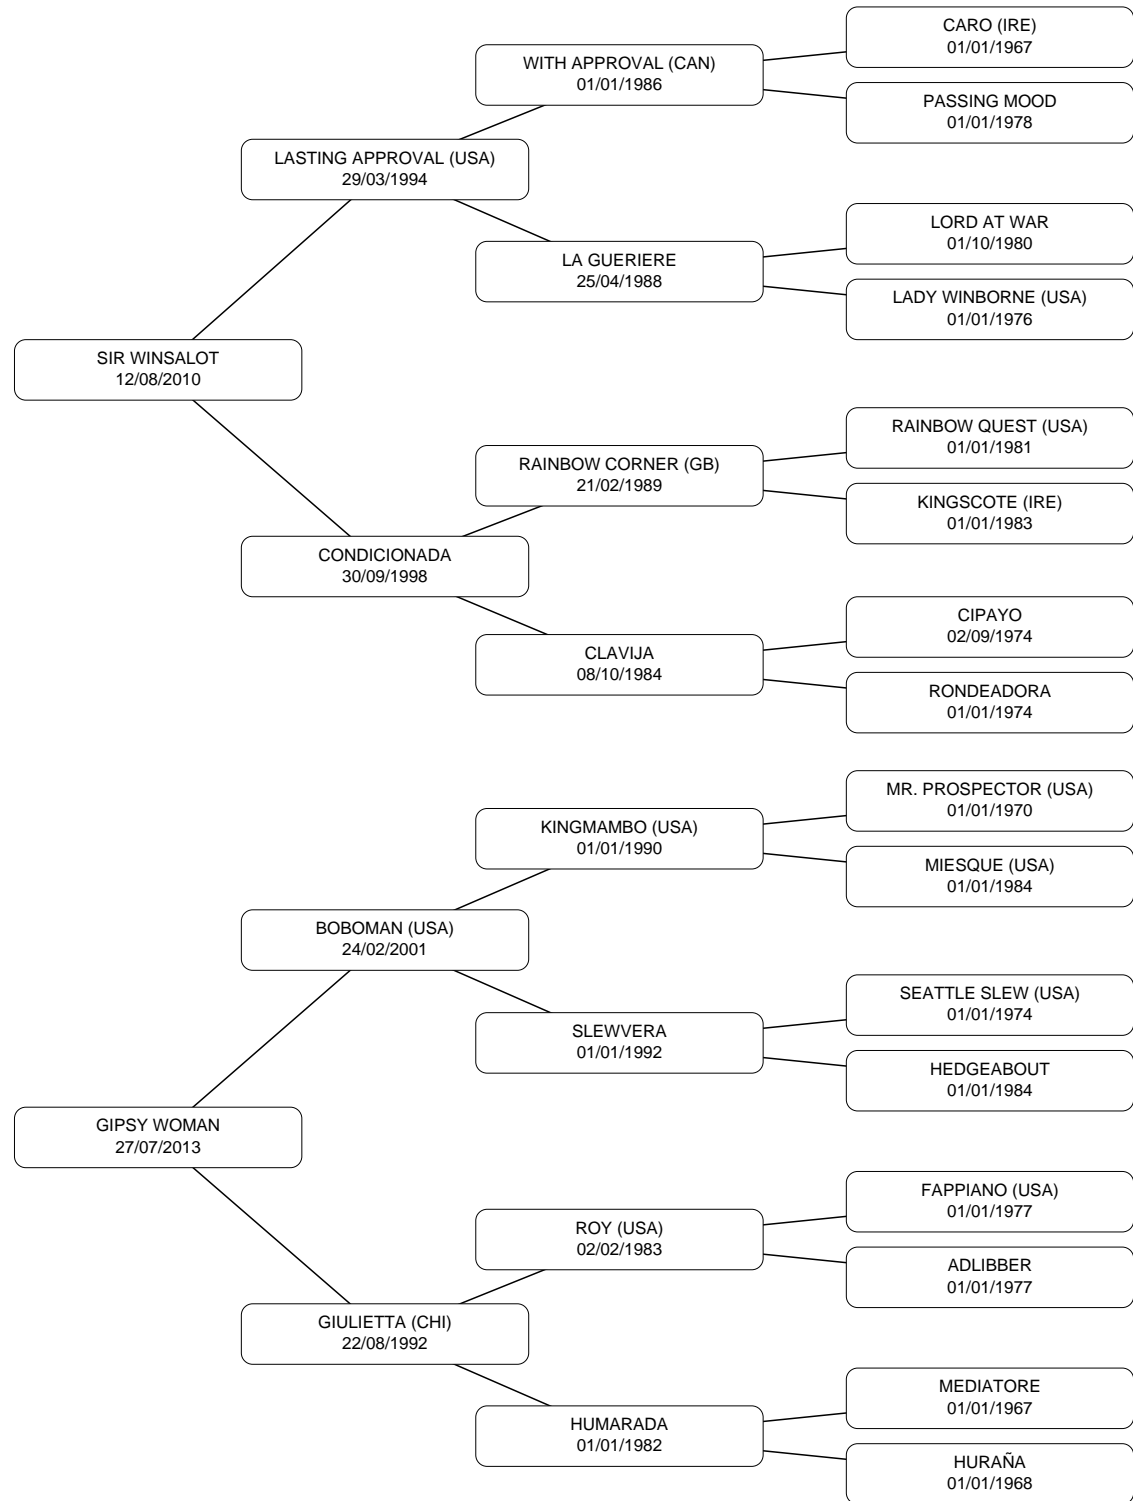 CARO (IRE)
01/01/1967
WITH APPROVAL (CAN)
01/01/1986
PASSING MOOD
01/01/1978
LASTING APPROVAL (USA)
29/03/1994
LORD AT WAR
01/10/1980
LA GUERIERE
25/04/1988
LADY WINBORNE (USA)
01/01/1976
SIR WINSALOT
12/08/2010
RAINBOW QUEST (USA)
01/01/1981
RAINBOW CORNER (GB)
21/02/1989
KINGSCOTE (IRE)
01/01/1983
CONDICIONADA
30/09/1998
CIPAYO
02/09/1974
CLAVIJA
08/10/1984
RONDEADORA
01/01/1974
MR. PROSPECTOR (USA)
01/01/1970
KINGMAMBO (USA)
01/01/1990
MIESQUE (USA)
01/01/1984
BOBOMAN (USA)
24/02/2001
SEATTLE SLEW (USA)
01/01/1974
SLEWVERA
01/01/1992
HEDGEABOUT
01/01/1984
GIPSY WOMAN
27/07/2013
FAPPIANO (USA)
01/01/1977
ROY (USA)
02/02/1983
ADLIBBER
01/01/1977
GIULIETTA (CHI)
22/08/1992
MEDIATORE
01/01/1967
HUMARADA
01/01/1982
HURAÑA
01/01/1968